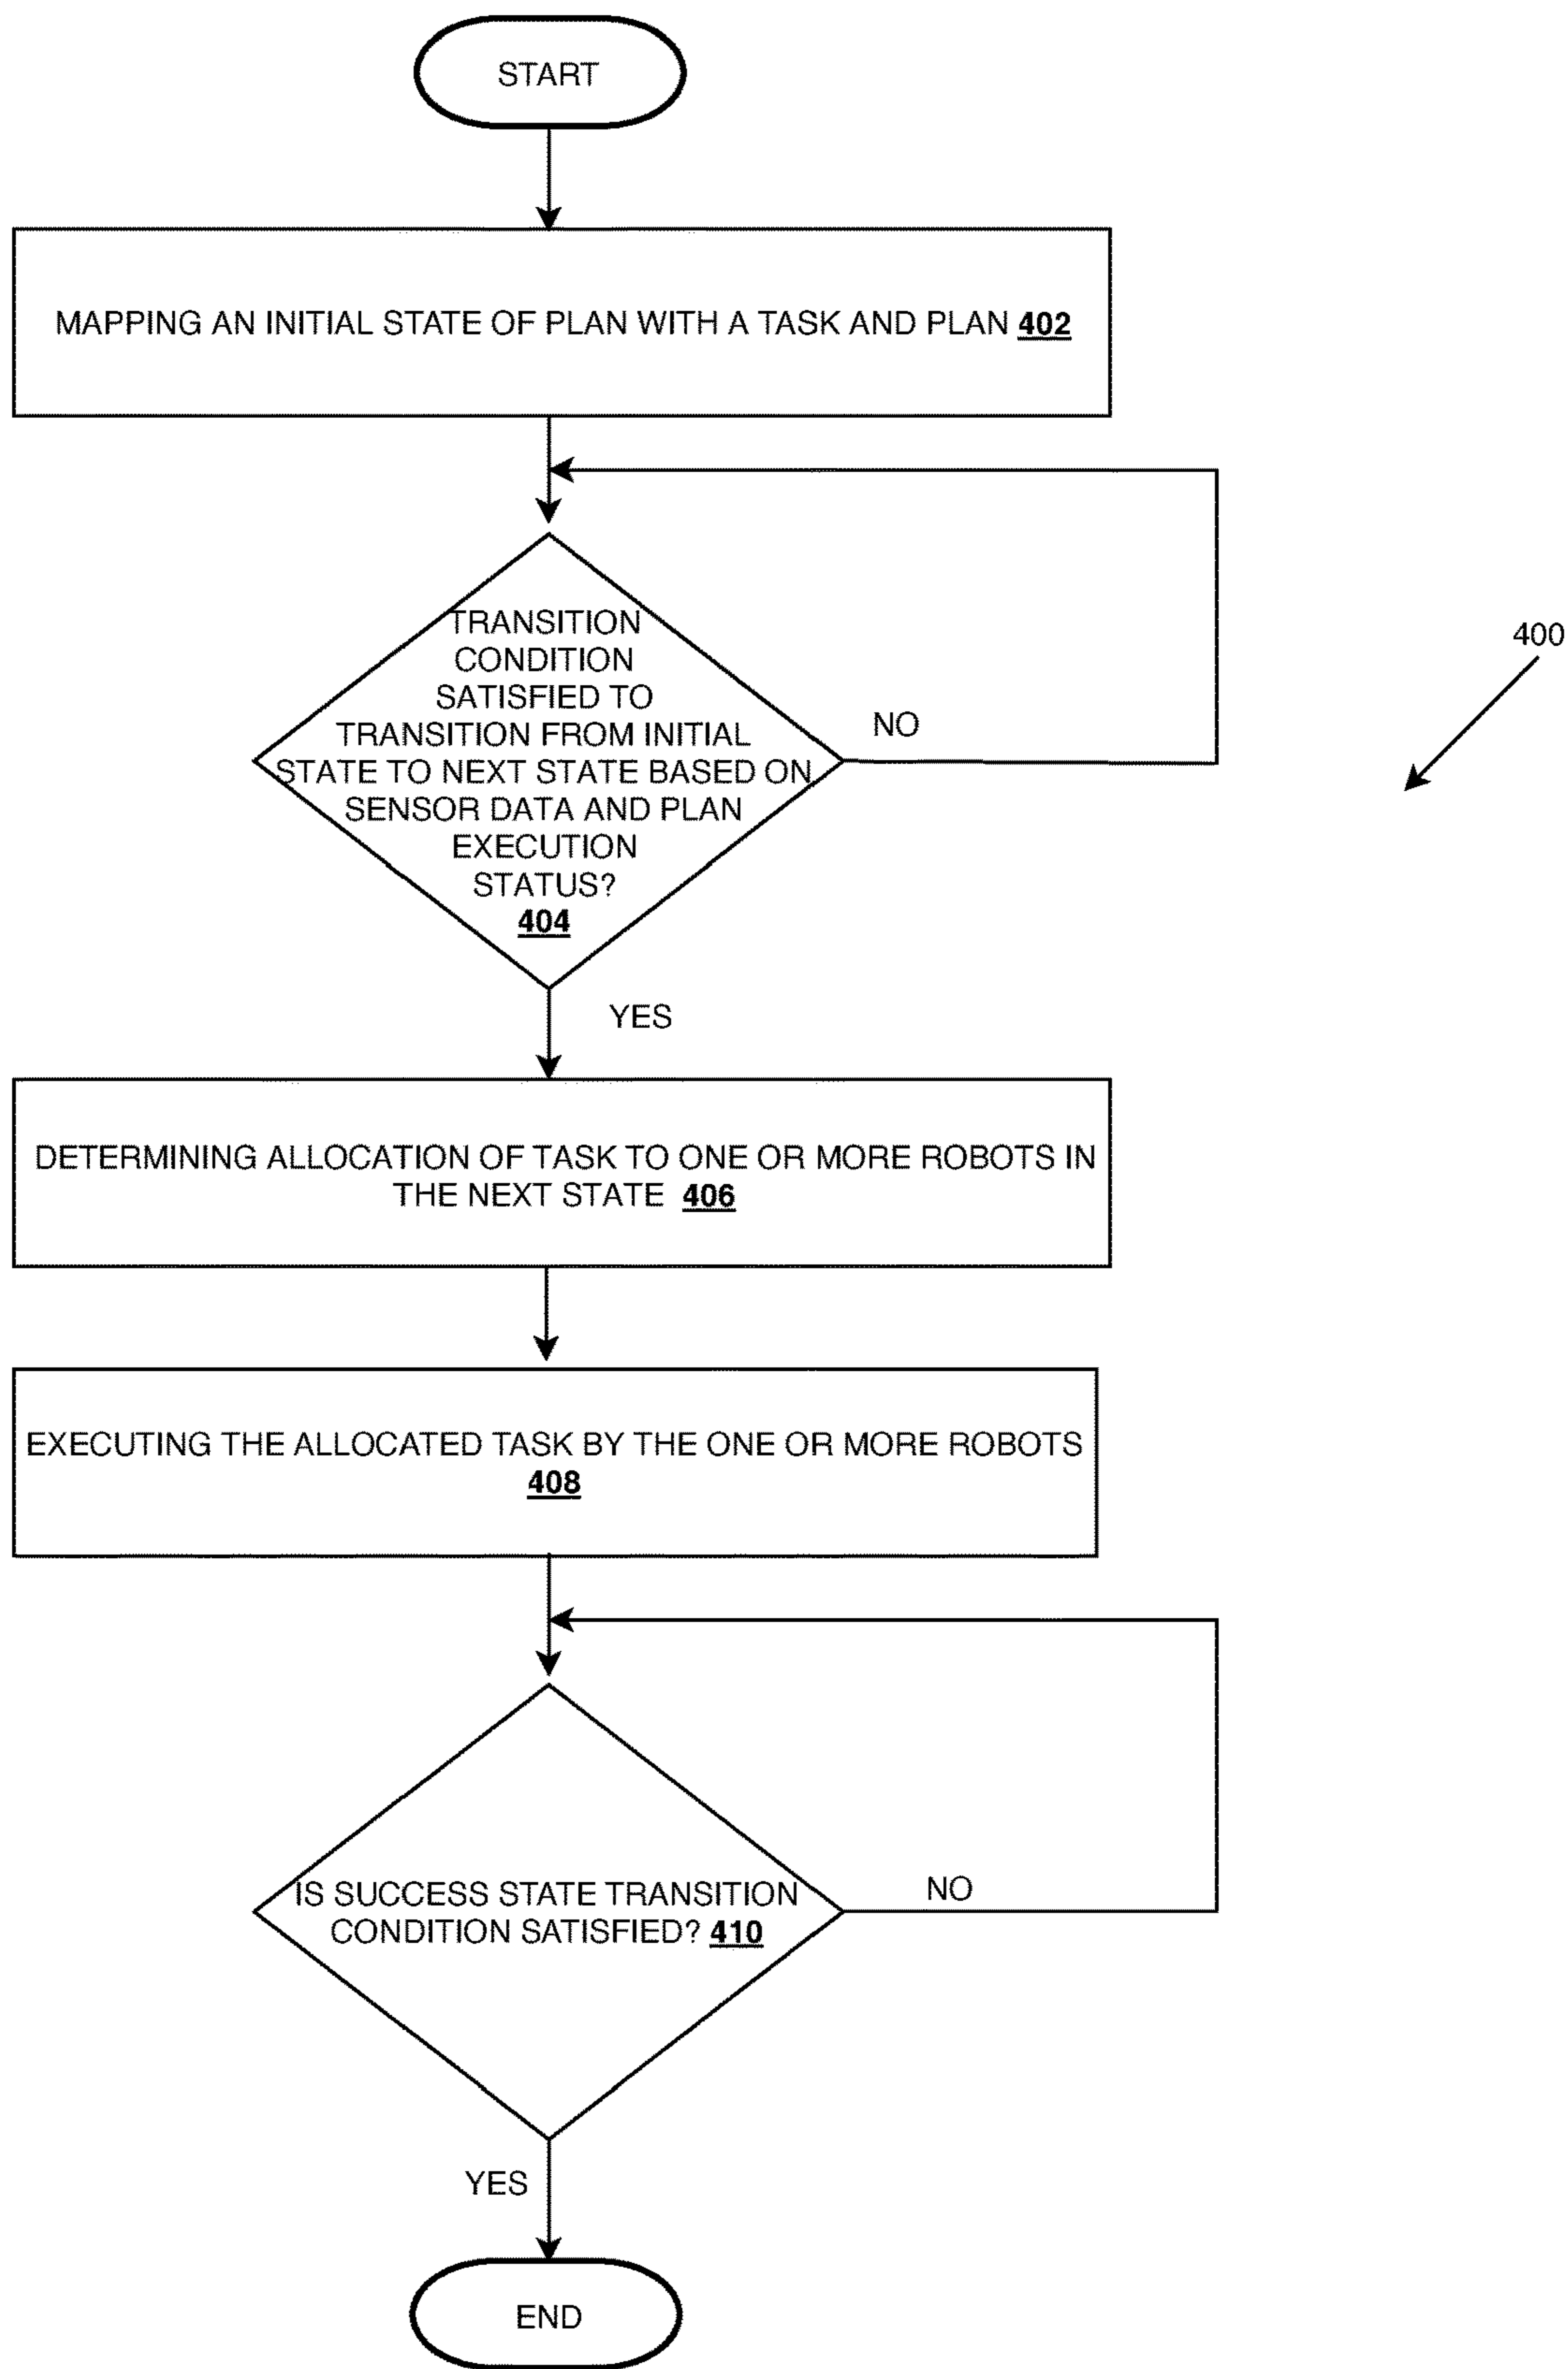 START
MAPPING AN INITIAL STATE OF PLAN WITH A TASK AND PLAN 402
TRANSITION
CONDITION
SATISFIED TO
TRANSITION FROM INITIAL
STATE TO NEXT STATE BASED ON
SENSOR DATA AND PLAN
EXECUTION
STATUS?
404
NO
400
YES
DETERMINING ALLOCATION OF TASK TO ONE OR MORE ROBOTS IN
THE NEXT STATE 406
EXECUTING THE ALLOCATED TASK BY THE ONE OR MORE ROBOTS
408
IS SUCCESS STATE TRANSITION
CONDITION SATISFIED? 410
NO
YES
END